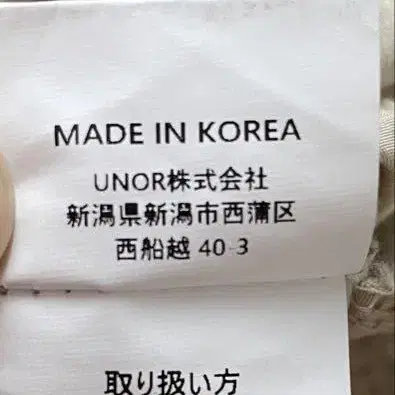 MADE IN KOREA
UNOR株式会社
新潟県新潟市西蒲区
西船越 40-3
取り扱い方